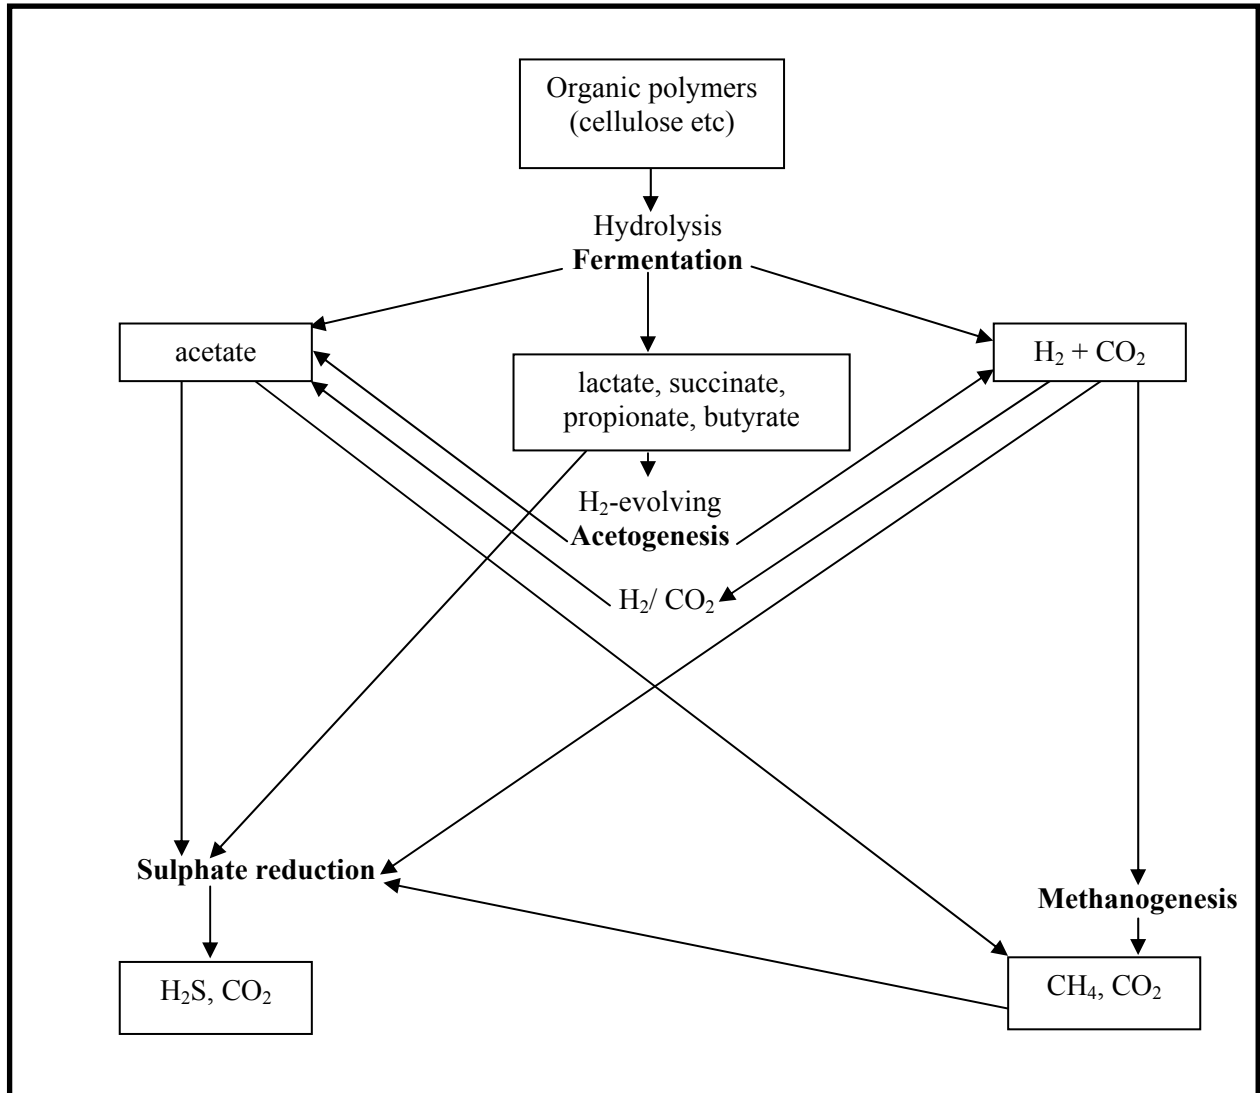 Organic polymers
(cellulose etc)
Hydrolysis
Fermentation
acetate
H₂ + CO₂
lactate, succinate,
propionate, butyrate
H₂-evolving
Acetogenesis
H₂/ CO₂
Sulphate reduction
Methanogenesis
H₂S, CO₂
CH₄, CO₂